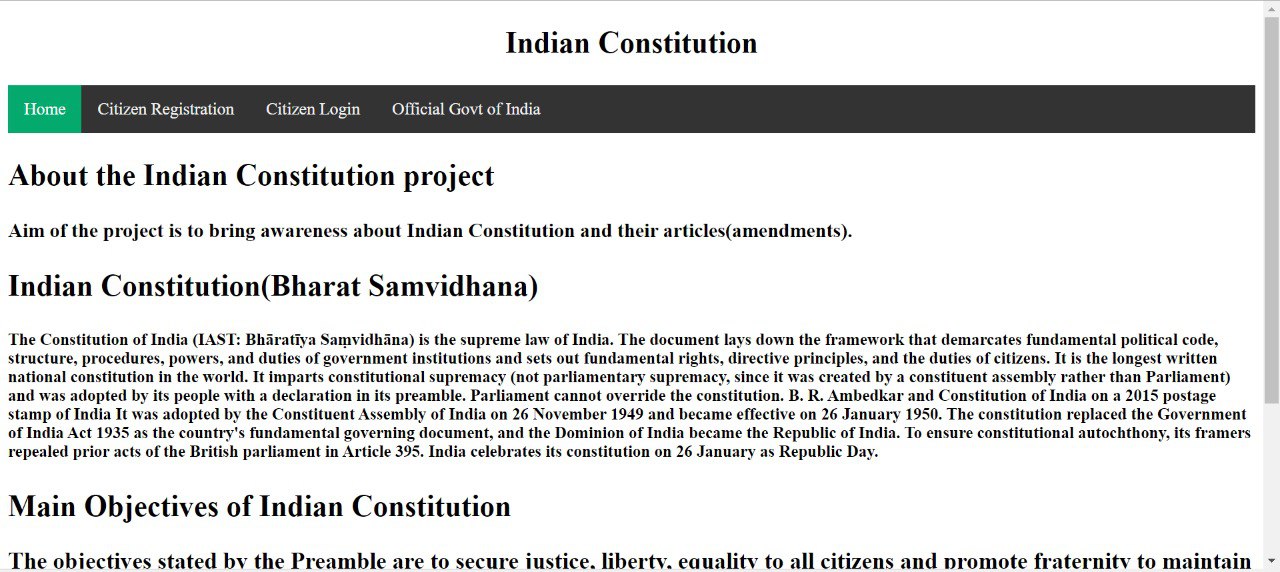 Indian Constitution
Home Citizen Registration Citizen Login Official Govt of India
About the Indian Constitution project
Aim of the project is to bring awareness about Indian Constitution and their articles(amendments).
Indian Constitution(Bharat Samvidhana)
The Constitution of India (IAST: Bhāratīya Saṃvidhāna) is the supreme law of India. The document lays down the framework that demarcates fundamental political code,
structure, procedures, powers, and duties of government institutions and sets out fundamental rights, directive principles, and the duties of citizens. It is the longest written
national constitution in the world. It imparts constitutional supremacy (not parliamentary supremacy, since it was created by a constituent assembly rather than Parliament)
and was adopted by its people with a declaration in its preamble. Parliament cannot override the constitution. B. R. Ambedkar and Constitution of India on a 2015 postage
stamp of India It was adopted by the Constituent Assembly of India on 26 November 1949 and became effective on 26 January 1950. The constitution replaced the Government
of India Act 1935 as the country's fundamental governing document, and the Dominion of India became the Republic of India. To ensure constitutional autochthony, its framers
repealed prior acts of the British parliament in Article 395. India celebrates its constitution on 26 January as Republic Day.
Main Objectives of Indian Constitution
The objectives stated by the Preamble are to secure justice, liberty, equality to all citizens and promote fraternity to maintain